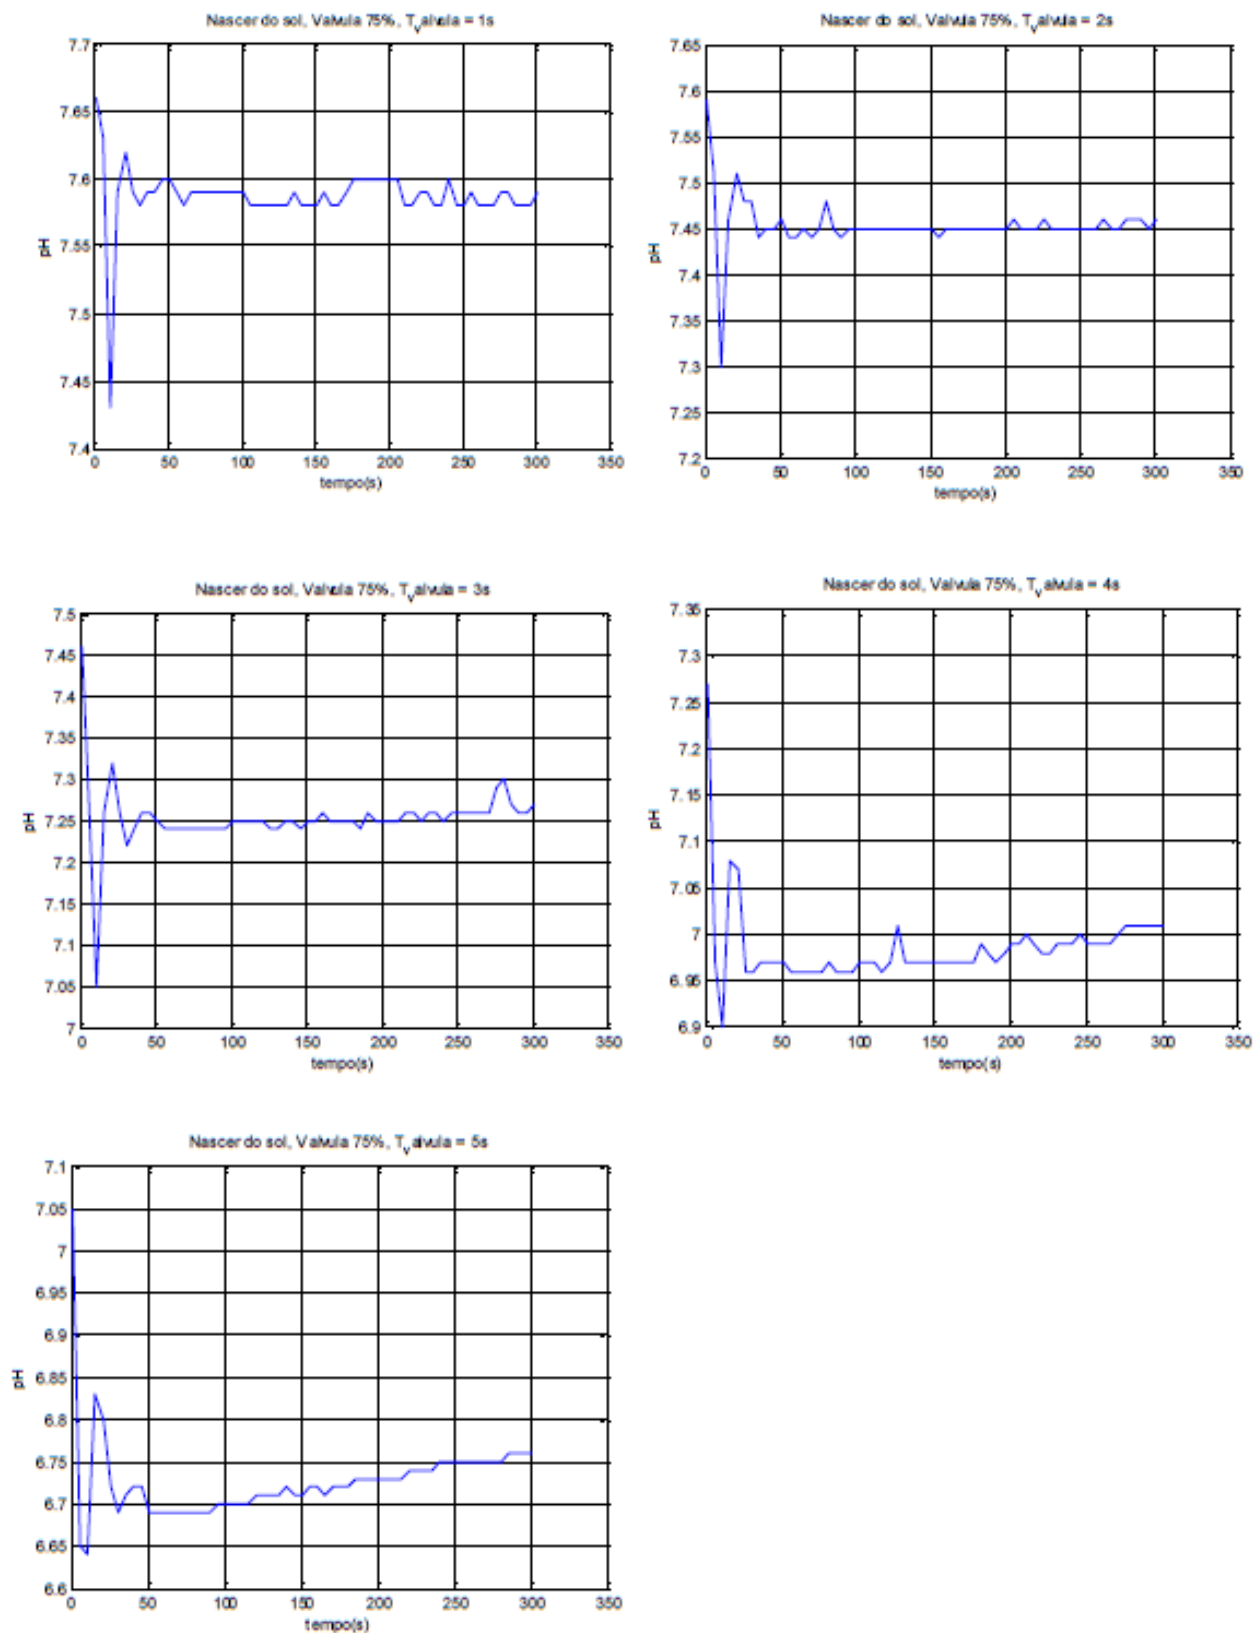 Nascer do sol, Valvula 75%, T_valvula = 1s
7.7
7.65
7.6
7.55
7.5
7.45
7.4
pH
0 50 100 150 200 250 300 350
tempo(s)
Nascer do sol, Valvula 75%, T_valvula = 2s
7.65
7.6
7.55
7.5
7.45
7.4
7.35
7.3
7.25
7.2
pH
0 50 100 150 200 250 300 350
tempo(s)
Nascer do sol, Valvula 75%, T_valvula = 3s
7.5
7.45
7.4
7.35
7.3
7.25
7.2
7.15
7.1
7.05
7
pH
0 50 100 150 200 250 300 350
tempo(s)
Nascer do sol, Valvula 75%, T_valvula = 4s
7.35
7.3
7.25
7.2
7.15
7.1
7.05
7
6.95
6.9
pH
0 50 100 150 200 250 300 350
tempo(s)
Nascer do sol, Valvula 75%, T_valvula = 5s
7.1
7.05
7
6.95
6.9
6.85
6.8
6.75
6.7
6.65
6.6
pH
0 50 100 150 200 250 300 350
tempo(s)